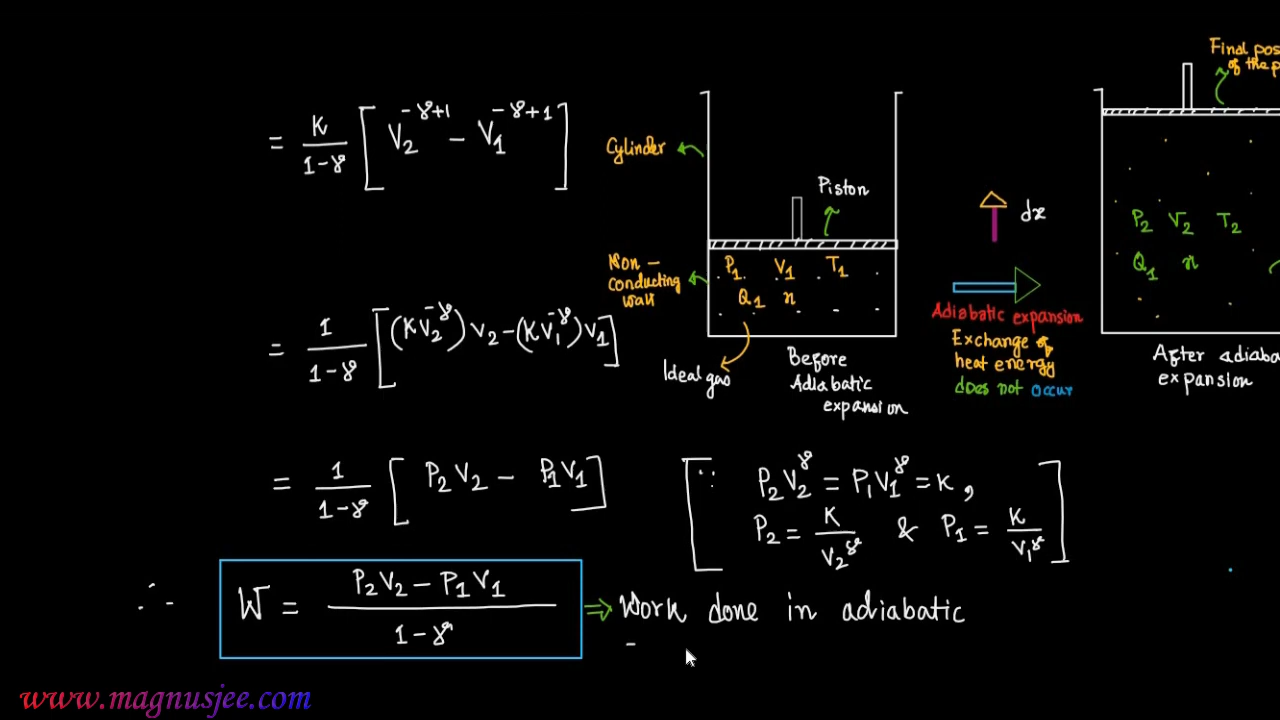 = K/(1-γ) [ V₂^(-γ+1) - V₁^(-γ+1) ]
= 1/(1-γ) [ (KV₂^(-γ))V₂-(KV₁^(-γ))V₁ ]
= 1/(1-γ) [ P₂V₂ - P₁V₁ ]
[ ∵ P₂V₂^γ = P₁V₁^γ = K,
P₂ = K/V₂^γ & P₁ = K/V₁^γ ]
∴ W = (P₂V₂ - P₁V₁)/(1-γ) ⇒ Work done in adiabatic
Cylinder
Piston
Non-
conducting
wall
P₁ V₁ T₁
Q₁ n
Ideal gas
Before
Adiabatic
expansion
dx
Adiabatic expansion
Exchange of
heat energy
does not occur
Final pos
of the p
P₂ V₂ T₂
Q₁ n
After adiaba
expansion
www.magnusjee.com